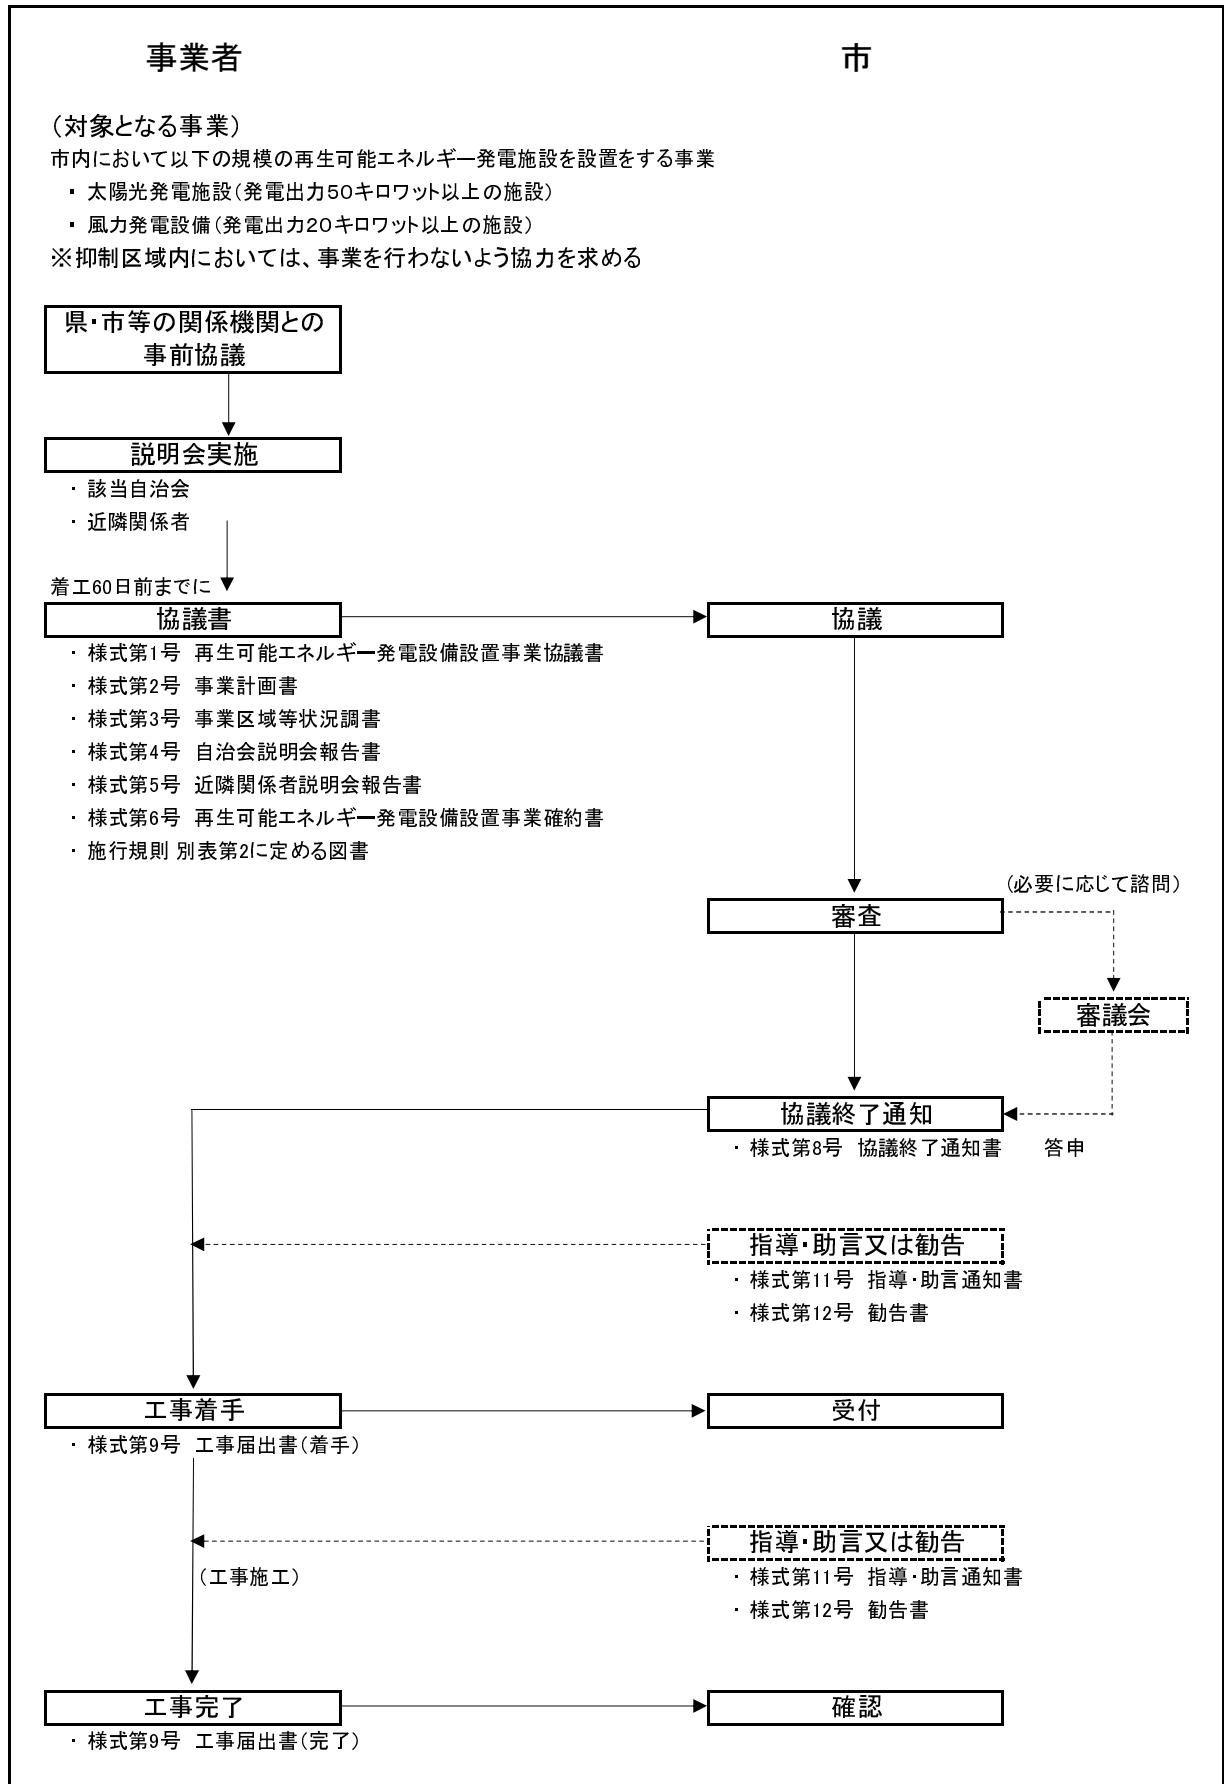 事業者
市
（対象となる事業）
市内において以下の規模の再生可能エネルギー発電施設を設置をする事業
・ 太陽光発電施設（発電出力５０キロワット以上の施設）
・ 風力発電設備（発電出力２０キロワット以上の施設）
※抑制区域内においては、事業を行わないよう協力を求める
県・市等の関係機関との
事前協議
説明会実施
・ 該当自治会
・ 近隣関係者
着工60日前までに
協議書
協議
・ 様式第1号 再生可能エネルギー発電設備設置事業協議書
・ 様式第2号 事業計画書
・ 様式第3号 事業区域等状況調書
・ 様式第4号 自治会説明会報告書
・ 様式第5号 近隣関係者説明会報告書
・ 様式第6号 再生可能エネルギー発電設備設置事業確約書
・ 施行規則 別表第2に定める図書
（必要に応じて諮問）
審査
審議会
協議終了通知
・ 様式第8号 協議終了通知書
答申
指導・助言又は勧告
・ 様式第11号 指導・助言通知書
・ 様式第12号 勧告書
工事着手
受付
・ 様式第9号 工事届出書（着手）
指導・助言又は勧告
（工事施工）
・ 様式第11号 指導・助言通知書
・ 様式第12号 勧告書
工事完了
確認
・ 様式第9号 工事届出書（完了）